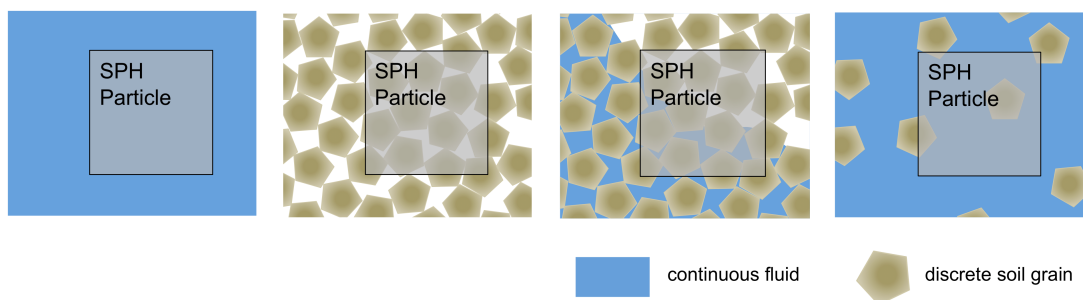 SPH
Particle
SPH
Particle
SPH
Particle
SPH
Particle
continuous fluid
discrete soil grain